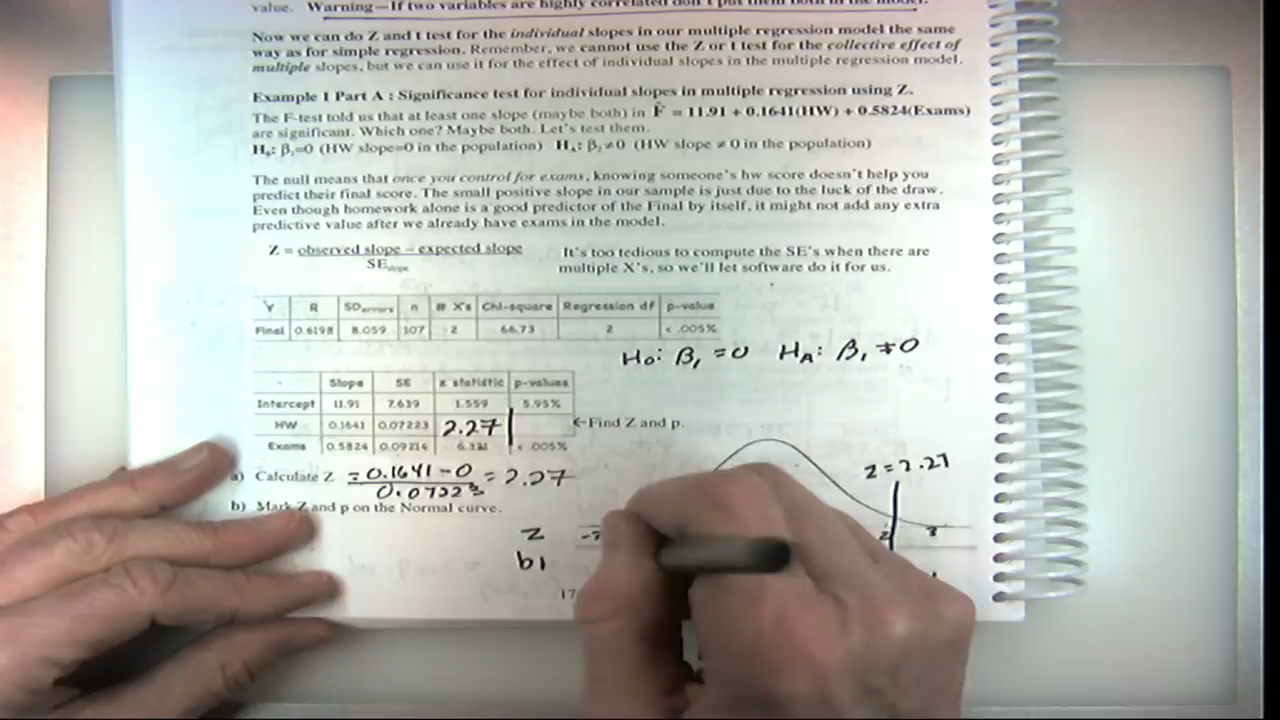 value. Warning—If two variables are highly correlated don't put them both in the model.
Now we can do Z and t test for the individual slopes in our multiple regression model the same
way as for simple regression. Remember, we cannot use the Z or t test for the collective effect of
multiple slopes, but we can use it for the effect of individual slopes in the multiple regression model.
Example 1 Part A : Significance test for individual slopes in multiple regression using Z.
The F-test told us that at least one slope (maybe both) in F̂ = 11.91 + 0.1641(HW) + 0.5824(Exams)
are significant. Which one? Maybe both. Let's test them.
H₀: β₁=0 (HW slope=0 in the population) Hₐ: β₁≠0 (HW slope ≠ 0 in the population)
The null means that once you control for exams, knowing someone's hw score doesn't help you
predict their final score. The small positive slope in our sample is just due to the luck of the draw.
Even though homework alone is a good predictor of the Final by itself, it might not add any extra
predictive value after we already have exams in the model.
Z = observed slope – expected slope
SEslope
It's too tedious to compute the SE's when there are
multiple X's, so we'll let software do it for us.
Y R SDerrors n # X's Chi-square Regression df p-value
Final 0.6198 8.059 107 2 66.73 2 < .005%
H₀: β₁ = 0 HA: β₁ ≠ 0
- Slope SE z statistic p-values
Intercept 11.91 7.639 1.559 5.95%
HW 0.1641 0.07223 2.27 ←Find Z and p.
Exams 0.5824 0.09214 6.321 < .005%
Z = 2.27
a) Calculate Z = 0.1641 - 0 = 2.27
0.07223
b) Mark Z and p on the Normal curve.
Z
b1
17